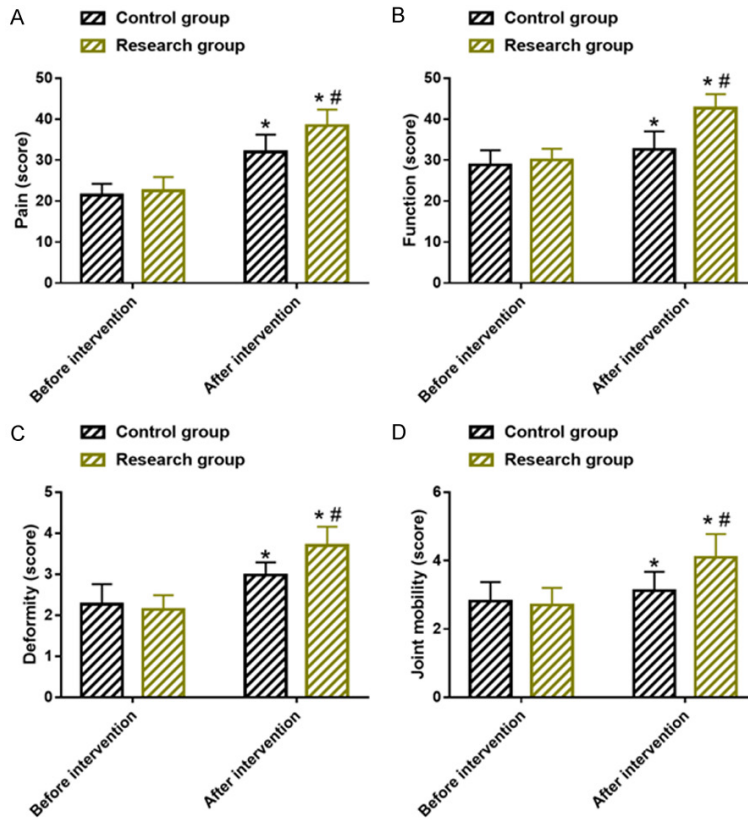 A
Control group
Research group
Pain (score)
50
40
30
20
10
0
*
* #
Before intervention
After intervention
B
Control group
Research group
Function (score)
50
40
30
20
10
0
*
* #
Before intervention
After intervention
C
Control group
Research group
Deformity (score)
5
4
3
2
1
0
*
* #
Before intervention
After intervention
D
Control group
Research group
Joint mobility (score)
6
4
2
0
*
* #
Before intervention
After intervention